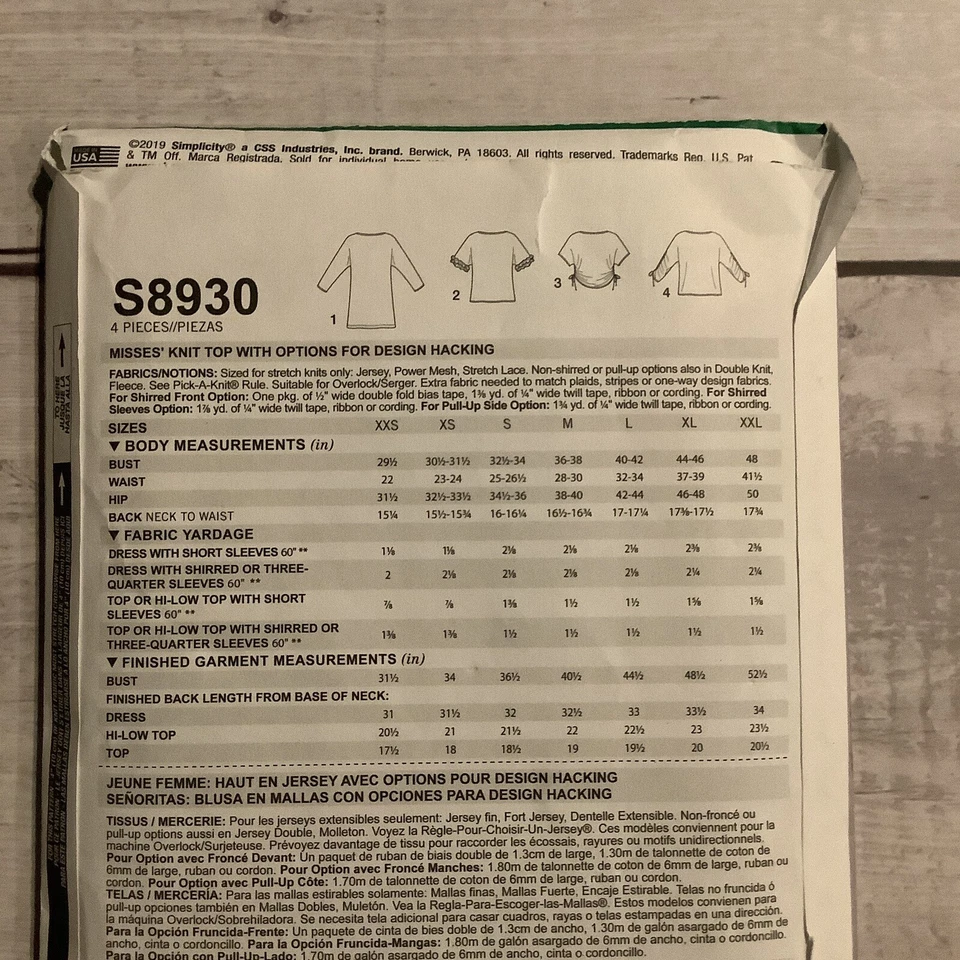 USA
©2019 Simplicity® a CSS Industries, Inc. brand. Berwick, PA 18603. All rights reserved. Trademarks Reg. U.S. Pat
& TM Off. Marca Registrada. Sold for individual home
S8930
4 PIECES//PIEZAS
1
2
3
4
MISSES' KNIT TOP WITH OPTIONS FOR DESIGN HACKING
FABRICS/NOTIONS: Sized for stretch knits only: Jersey, Power Mesh, Stretch Lace. Non-shirred or pull-up options also in Double Knit,
Fleece. See Pick-A-Knit® Rule. Suitable for Overlock/Serger. Extra fabric needed to match plaids, stripes or one-way design fabrics.
For Shirred Front Option: One pkg. of ½" wide double fold bias tape, 1⅜ yd. of ¼" wide twill tape, ribbon or cording. For Shirred
Sleeves Option: 1⅞ yd. of ¼" wide twill tape, ribbon or cording. For Pull-Up Side Option: 1¾ yd. of ¼" wide twill tape, ribbon or cording.
SIZES XXS XS S M L XL XXL
▼ BODY MEASUREMENTS (in)
BUST 29½ 30½-31½ 32½-34 36-38 40-42 44-46 48
WAIST 22 23-24 25-26½ 28-30 32-34 37-39 41½
HIP 31½ 32½-33½ 34½-36 38-40 42-44 46-48 50
BACK NECK TO WAIST 15¼ 15½-15¾ 16-16¼ 16½-16¾ 17-17¼ 17⅜-17½ 17¾
▼ FABRIC YARDAGE
DRESS WITH SHORT SLEEVES 60" ** 1⅛ 1⅛ 2⅛ 2⅛ 2⅛ 2⅜ 2⅜
DRESS WITH SHIRRED OR THREE-
QUARTER SLEEVES 60" ** 2 2⅛ 2⅛ 2⅛ 2⅛ 2¼ 2¼
TOP OR HI-LOW TOP WITH SHORT
SLEEVES 60" ** ⅞ ⅞ 1⅜ 1½ 1½ 1⅝ 1⅝
TOP OR HI-LOW TOP WITH SHIRRED OR
THREE-QUARTER SLEEVES 60" ** 1⅜ 1⅜ 1½ 1½ 1½ 1½ 1½
▼ FINISHED GARMENT MEASUREMENTS (in)
BUST 31½ 34 36½ 40½ 44½ 48½ 52½
FINISHED BACK LENGTH FROM BASE OF NECK:
DRESS 31 31½ 32 32½ 33 33½ 34
HI-LOW TOP 20½ 21 21½ 22 22½ 23 23½
TOP 17½ 18 18½ 19 19½ 20 20½
JEUNE FEMME: HAUT EN JERSEY AVEC OPTIONS POUR DESIGN HACKING
SEÑORITAS: BLUSA EN MALLAS CON OPCIONES PARA DESIGN HACKING
TISSUS / MERCERIE: Pour les jerseys extensibles seulement: Jersey fin, Fort Jersey, Dentelle Extensible. Non-froncé ou
pull-up options aussi en Jersey Double, Molleton. Voyez la Règle-Pour-Choisir-Un-Jersey®. Ces modèles conviennent pour la
machine Overlock/Surjeteuse. Prévoyez davantage de tissu pour raccorder les écossais, rayures ou motifs unidirectionnels.
Pour Option avec Froncé Devant: Un paquet de ruban de biais double de 1.3cm de large, 1.30m de talonnette de coton de
6mm de large, ruban ou cordon. Pour Option avec Froncé Manches: 1.80m de talonnette de coton de 6mm de large, ruban ou
cordon. Pour Option avec Pull-Up Côte: 1.70m de talonnette de coton de 6mm de large, ruban ou cordon.
TELAS / MERCERÍA: Para las mallas estirables solamente: Mallas finas, Mallas Fuerte, Encaje Estirable. Telas no fruncida ó
pull-up opciones también en Mallas Dobles, Muletón. Vea la Regla-Para-Escoger-las-Mallas®. Estos modelos convienen para
la máquina Overlock/Sobrehiladora. Se necesita tela adicional para casar cuadros, rayas o telas estampadas en una dirección.
Para la Opción Fruncida-Frente: Un paquete de cinta de bies doble de 1.3cm de ancho, 1.30m de galón asargado de 6mm de
ancho, cinta o cordoncillo. Para la Opción Fruncida-Mangas: 1.80m de galón asargado de 6mm de ancho, cinta o cordoncillo.
Para la Opción con Pull-Up-Lado: 1.70m de galón asargado de 6mm de ancho, cinta o cordoncillo.
TO HERE
JUSQUE LÀ
HASTA ALLÁ